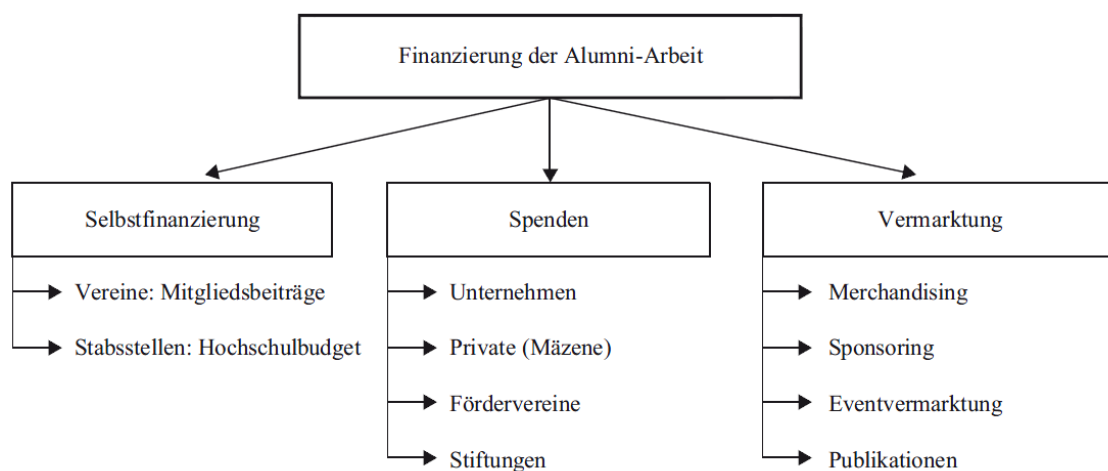 Finanzierung der Alumni-Arbeit
Selbstfinanzierung
Vereine: Mitgliedsbeiträge
Stabsstellen: Hochschulbudget
Spenden
Unternehmen
Private (Mäzene)
Fördervereine
Stiftungen
Vermarktung
Merchandising
Sponsoring
Eventvermarktung
Publikationen